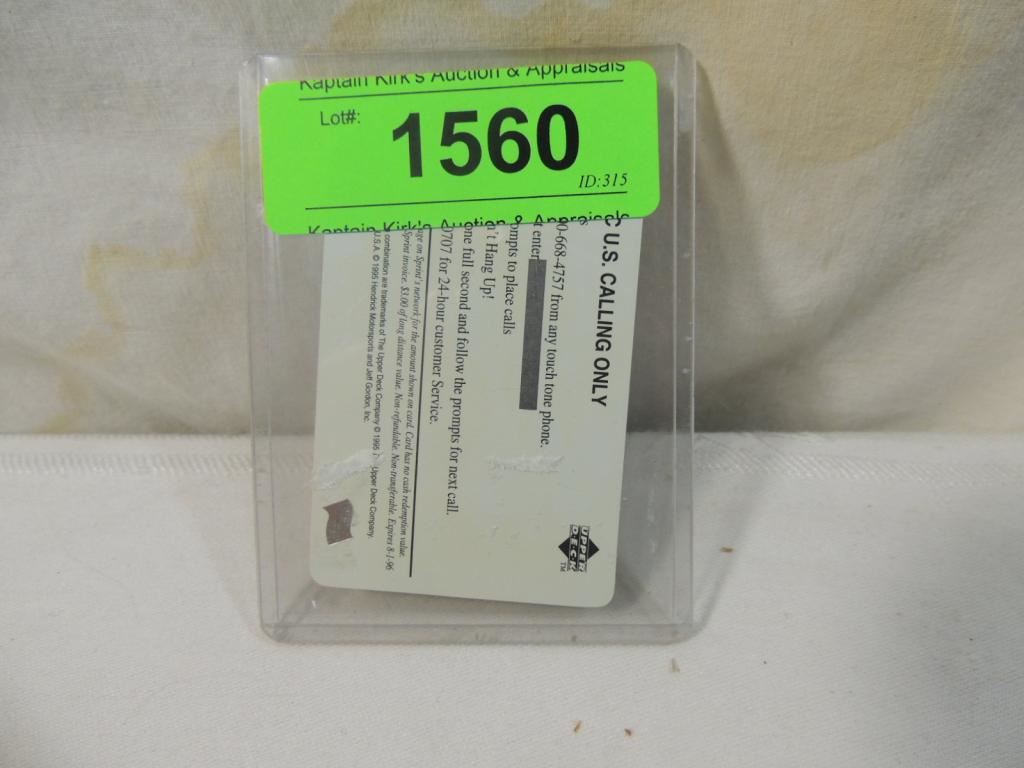 Kaptain Kirk's Auction & Appraisals
Lot#:
1560
ID:315
Kaptain Kirk's Auction & Appraisals
C U.S. CALLING ONLY
0-668-4757 from any touch tone phone.
t enter
ompts to place calls
n't Hang Up!
one full second and follow the prompts for next call.
0707 for 24-hour customer Service.
age on Sprint's network for the amount shown on card. Card has no cash redemption value.
Sprint invoice. $3.00 of long distance value. Non-refundable. Non-transferable. Expires 8-1-96
combination are trademarks of The Upper Deck Company © 1995 Upper Deck Company.
U.S.A. © 1995 Hendrick Motorsports and Jeff Gordon, Inc.
UPPER
DECK
TM